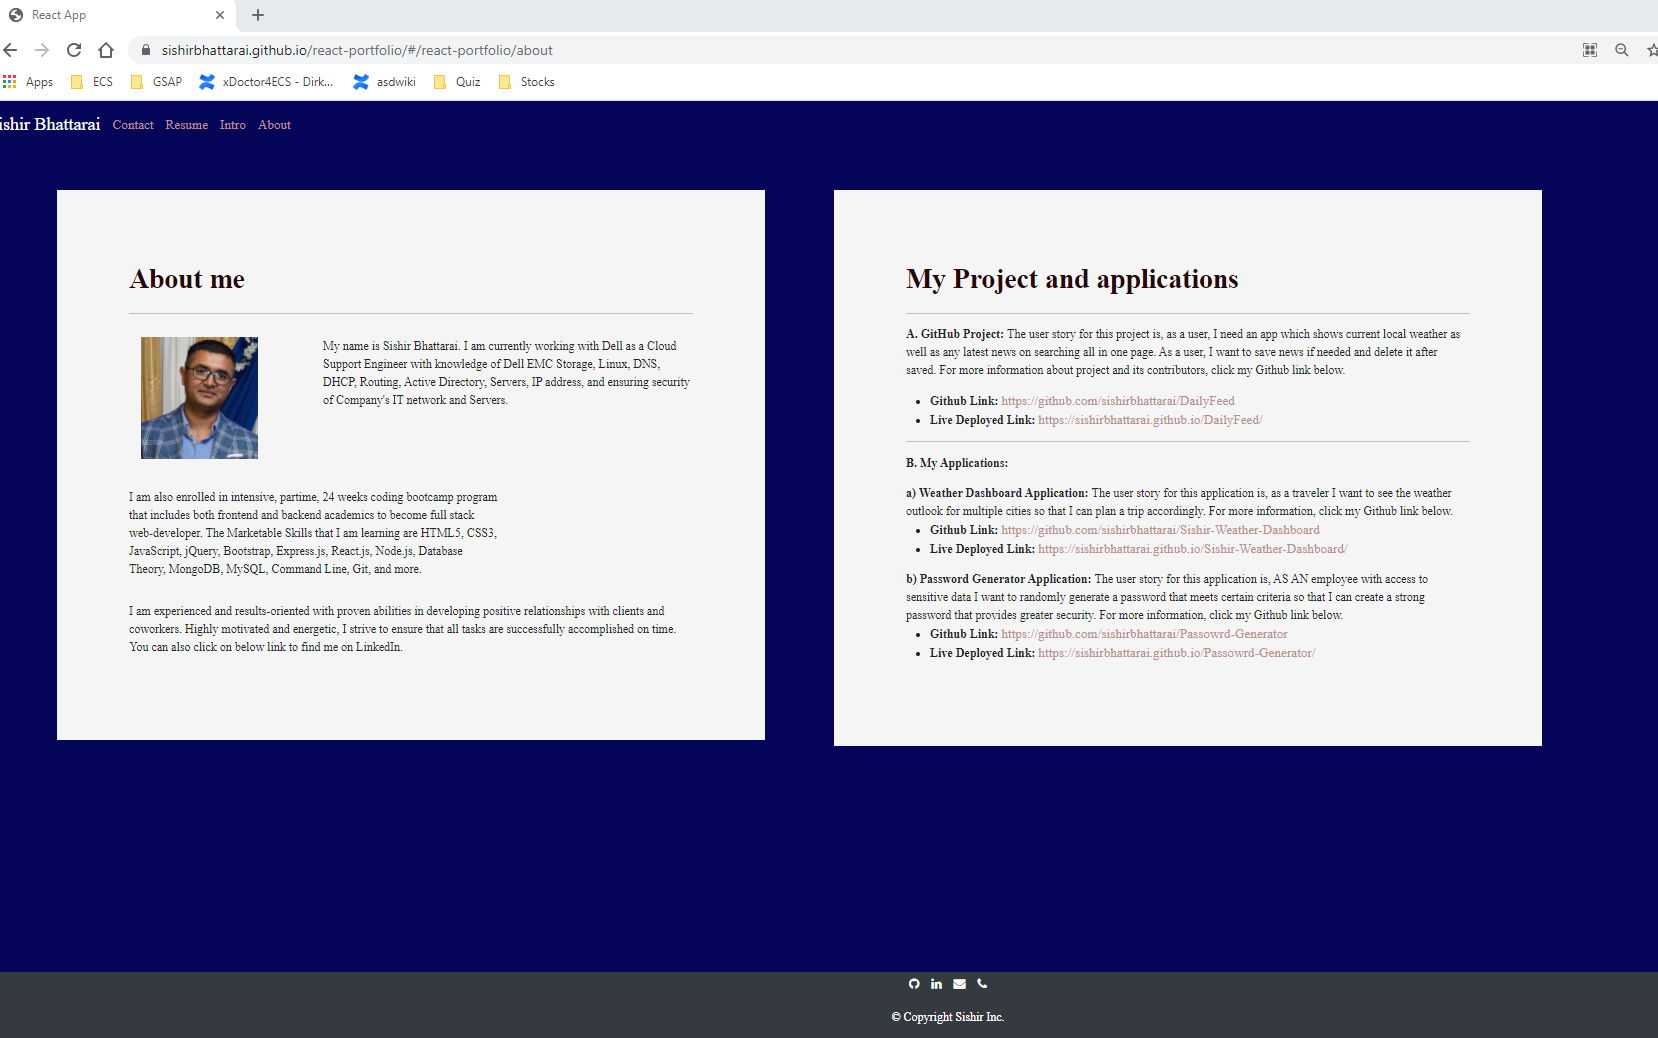 React App
sishirbhattarai.github.io/react-portfolio/#/react-portfolio/about
Apps ECS GSAP xDoctor4ECS - Dirk... asdwiki Quiz Stocks
ishir Bhattarai Contact Resume Intro About
About me
My name is Sishir Bhattarai. I am currently working with Dell as a Cloud
Support Engineer with knowledge of Dell EMC Storage, Linux, DNS,
DHCP, Routing, Active Directory, Servers, IP address, and ensuring security
of Company's IT network and Servers.
I am also enrolled in intensive, partime, 24 weeks coding bootcamp program
that includes both frontend and backend academics to become full stack
web-developer. The Marketable Skills that I am learning are HTML5, CSS3,
JavaScript, jQuery, Bootstrap, Express.js, React.js, Node.js, Database
Theory, MongoDB, MySQL, Command Line, Git, and more.
I am experienced and results-oriented with proven abilities in developing positive relationships with clients and
coworkers. Highly motivated and energetic, I strive to ensure that all tasks are successfully accomplished on time.
You can also click on below link to find me on LinkedIn.
My Project and applications
A. GitHub Project: The user story for this project is, as a user, I need an app which shows current local weather as
well as any latest news on searching all in one page. As a user, I want to save news if needed and delete it after
saved. For more information about project and its contributors, click my Github link below.
• Github Link: https://github.com/sishirbhattarai/DailyFeed
• Live Deployed Link: https://sishirbhattarai.github.io/DailyFeed/
B. My Applications:
a) Weather Dashboard Application: The user story for this application is, as a traveler I want to see the weather
outlook for multiple cities so that I can plan a trip accordingly. For more information, click my Github link below.
• Github Link: https://github.com/sishirbhattarai/Sishir-Weather-Dashboard
• Live Deployed Link: https://sishirbhattarai.github.io/Sishir-Weather-Dashboard/
b) Password Generator Application: The user story for this application is, AS AN employee with access to
sensitive data I want to randomly generate a password that meets certain criteria so that I can create a strong
password that provides greater security. For more information, click my Github link below.
• Github Link: https://github.com/sishirbhattarai/Passowrd-Generator
• Live Deployed Link: https://sishirbhattarai.github.io/Passowrd-Generator/
© Copyright Sishir Inc.